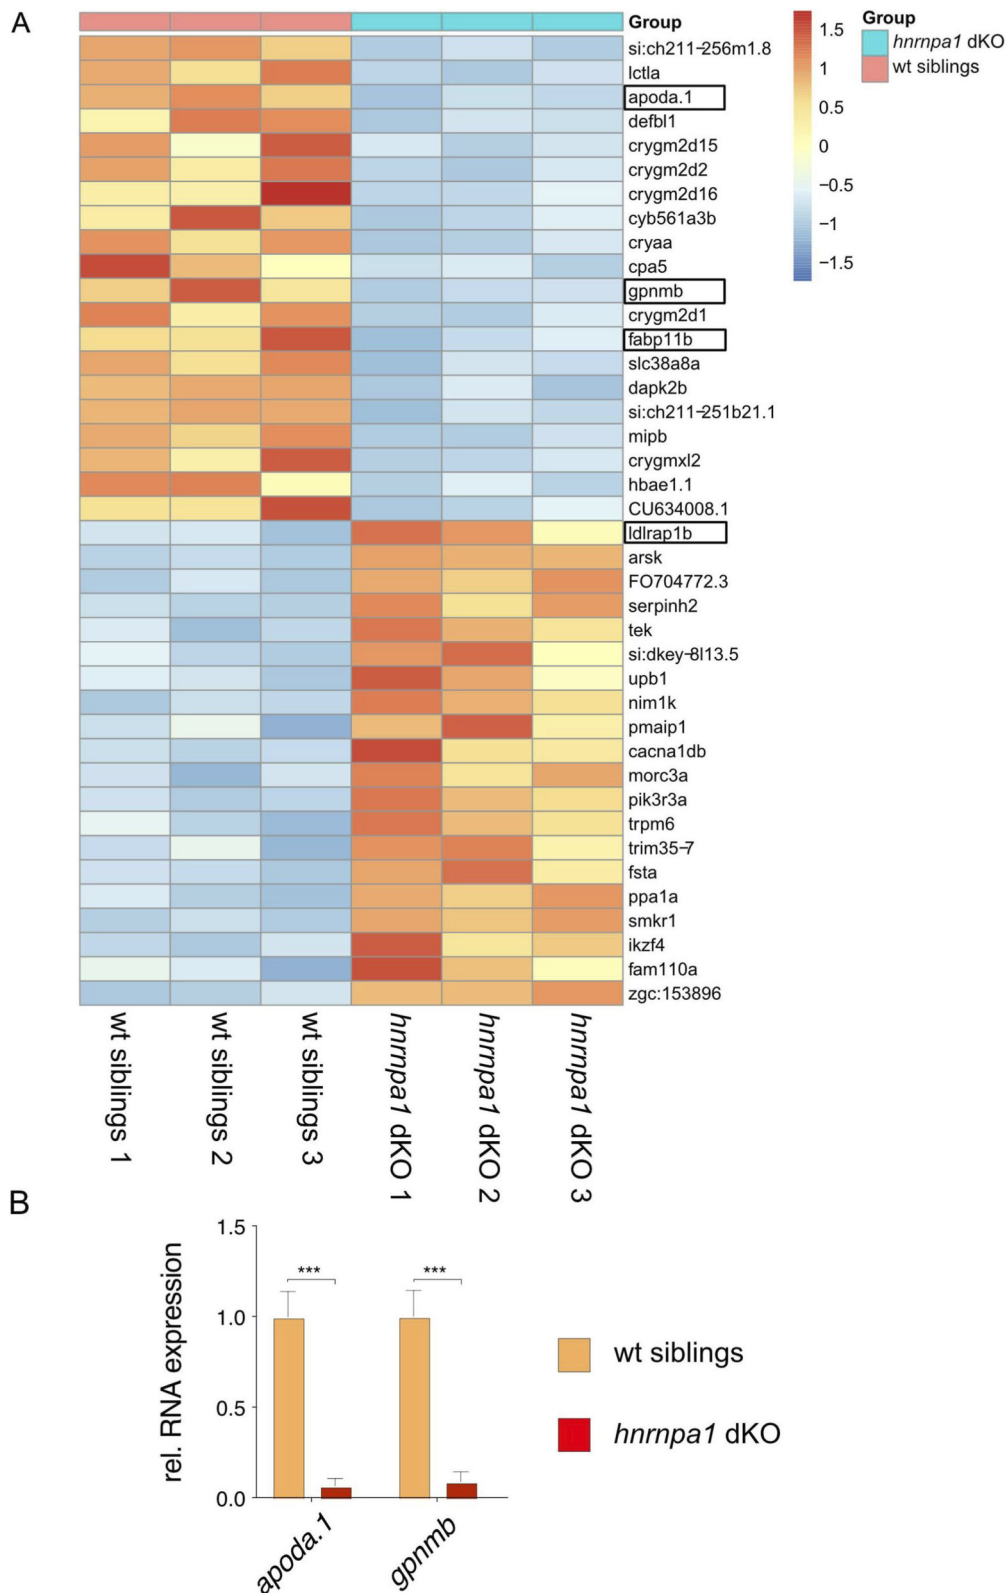 A
Group
si:ch211-256m1.8
lctla
apoda.1
defbl1
crygm2d15
crygm2d2
crygm2d16
cyb561a3b
cryaa
cpa5
gpnmb
crygm2d1
fabp11b
slc38a8a
dapk2b
si:ch211-251b21.1
mipb
crygmxl2
hbae1.1
CU634008.1
ldlrap1b
arsk
FO704772.3
serpinh2
tek
si:dkey-8l13.5
upb1
nim1k
pmaip1
cacna1db
morc3a
pik3r3a
trpm6
trim35-7
fsta
ppa1a
smkr1
ikzf4
fam110a
zgc:153896
1.5
1
0.5
0
−0.5
−1
−1.5
Group
hnrnpa1 dKO
wt siblings
wt siblings 1
wt siblings 2
wt siblings 3
hnrnpa1 dKO 1
hnrnpa1 dKO 2
hnrnpa1 dKO 3
B
rel. RNA expression
1.5
1.0
0.5
0.0
***
***
apoda.1
gpnmb
wt siblings
hnrnpa1 dKO